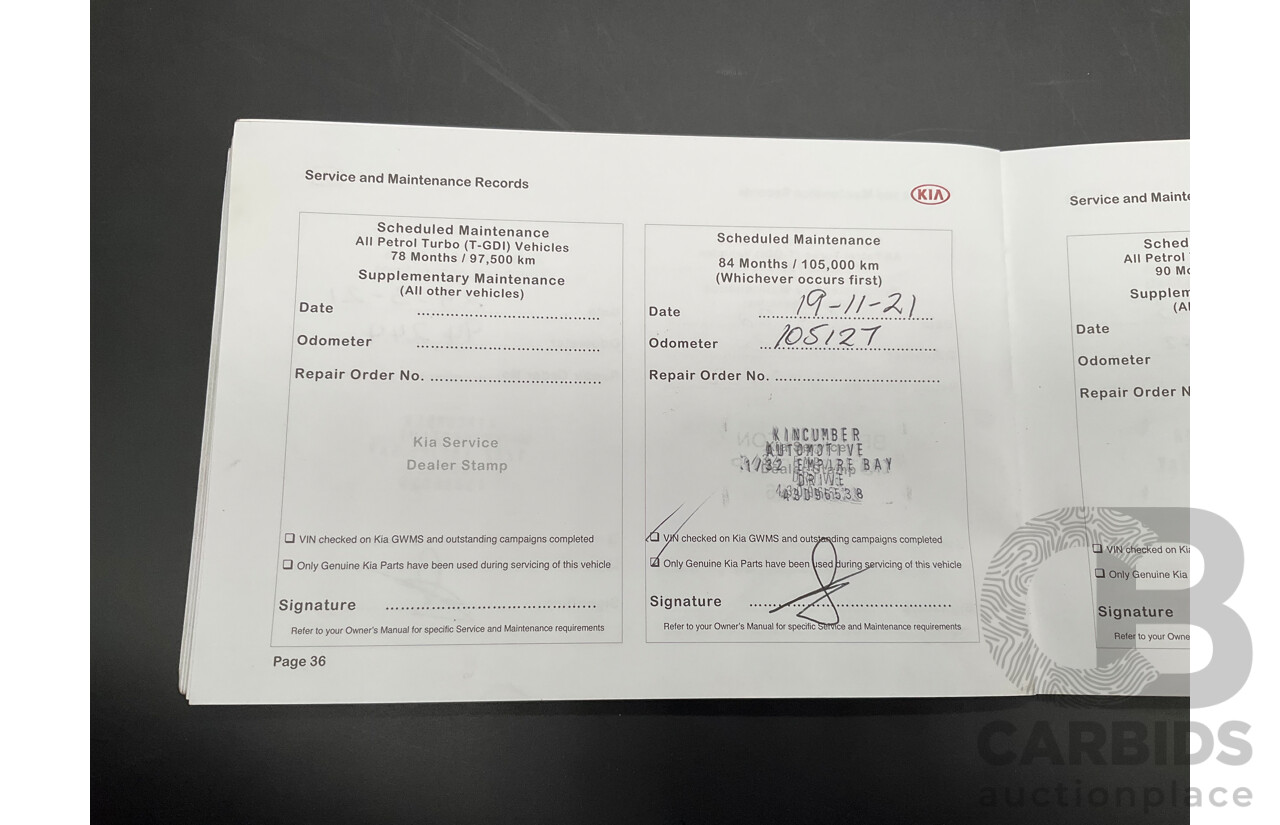 Service and Maintenance Records
KIA
Scheduled Maintenance
All Petrol Turbo (T-GDI) Vehicles
78 Months / 97,500 km
Supplementary Maintenance
(All other vehicles)
Date
Odometer
Repair Order No.
Kia Service
Dealer Stamp
VIN checked on Kia GWMS and outstanding campaigns completed
Only Genuine Kia Parts have been used during servicing of this vehicle
Signature
Refer to your Owner's Manual for specific Service and Maintenance requirements
Page 36
Scheduled Maintenance
84 Months / 105,000 km
(Whichever occurs first)
Date 19-11-21
Odometer 105127
Repair Order No.
KINCUMBER
AUTOMOTIVE
EMPIRE BAY
DRIVE
VIN checked on Kia GWMS and outstanding campaigns completed
Only Genuine Kia Parts have been used during servicing of this vehicle
Signature
Refer to your Owner's Manual for specific Service and Maintenance requirements
Service and Mainte
Sched
All Petrol
90 Mo
Supplem
(Al
Date
Odometer
Repair Order N
VIN checked on Kia
Only Genuine Kia
Signature
Refer to your Owne
CB
CARBIDS
auctionplace